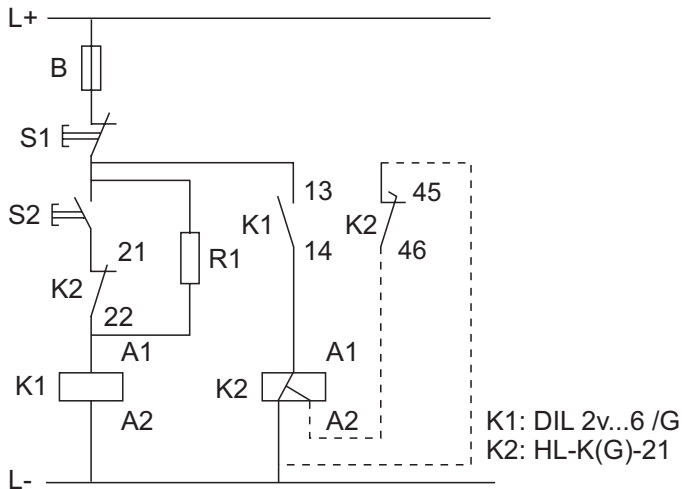 L+
B
S1
13
45
S2
K1
K2
21
R1
14
46
K2
22
A1
A1
K1
K2
A2
A2
K1: DIL 2v...6 /G
K2: HL-K(G)-21
L-